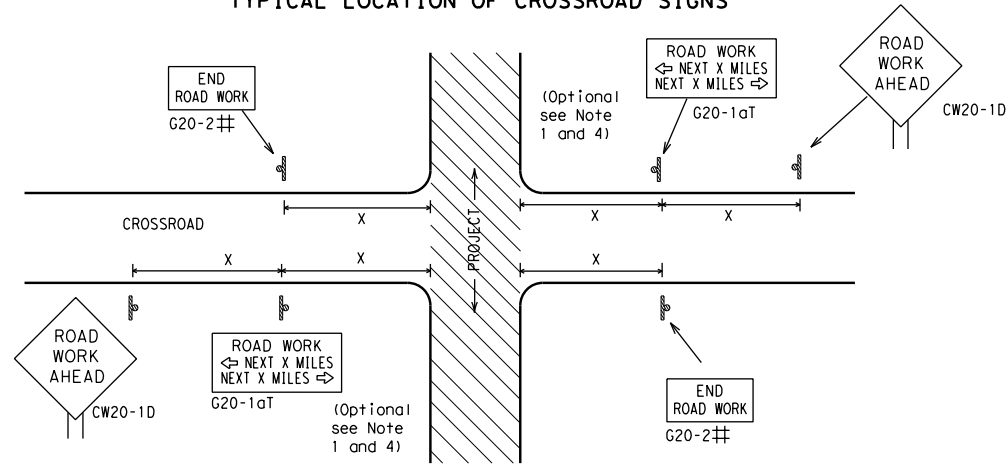 TYPICAL LOCATION OF CROSSROAD SIGNS
END
ROAD WORK
G20-2#
ROAD WORK
⇦ NEXT X MILES
NEXT X MILES ⇨
G20-1aT
(Optional
see Note
1 and 4)
ROAD
WORK
AHEAD
CW20-1D
X
X
X
CROSSROAD
PROJECT
X
X
X
ROAD
WORK
AHEAD
CW20-1D
ROAD WORK
⇦ NEXT X MILES
NEXT X MILES ⇨
G20-1aT
(Optional
see Note
1 and 4)
END
ROAD WORK
G20-2#